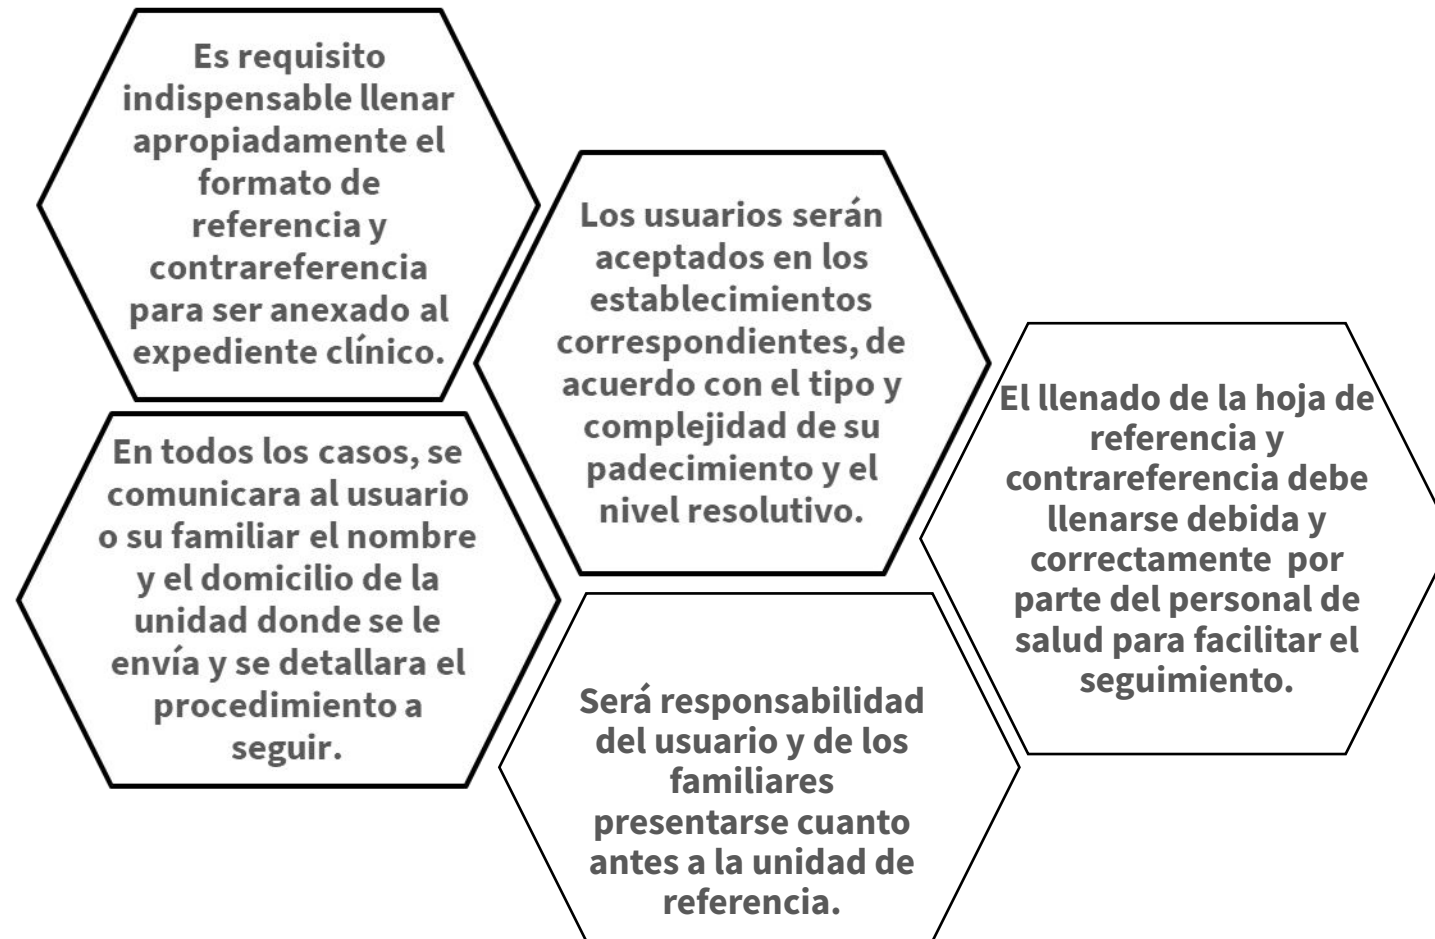 Es requisito
indispensable llenar
apropiadamente el
formato de
referencia y
contrareferencia
para ser anexado al
expediente clínico.
En todos los casos, se
comunicara al usuario
o su familiar el nombre
y el domicilio de la
unidad donde se le
envía y se detallara el
procedimiento a
seguir.
Los usuarios serán
aceptados en los
establecimientos
correspondientes, de
acuerdo con el tipo y
complejidad de su
padecimiento y el
nivel resolutivo.
Será responsabilidad
del usuario y de los
familiares
presentarse cuanto
antes a la unidad de
referencia.
El llenado de la hoja de
referencia y
contrareferencia debe
llenarse debida y
correctamente por
parte del personal de
salud para facilitar el
seguimiento.